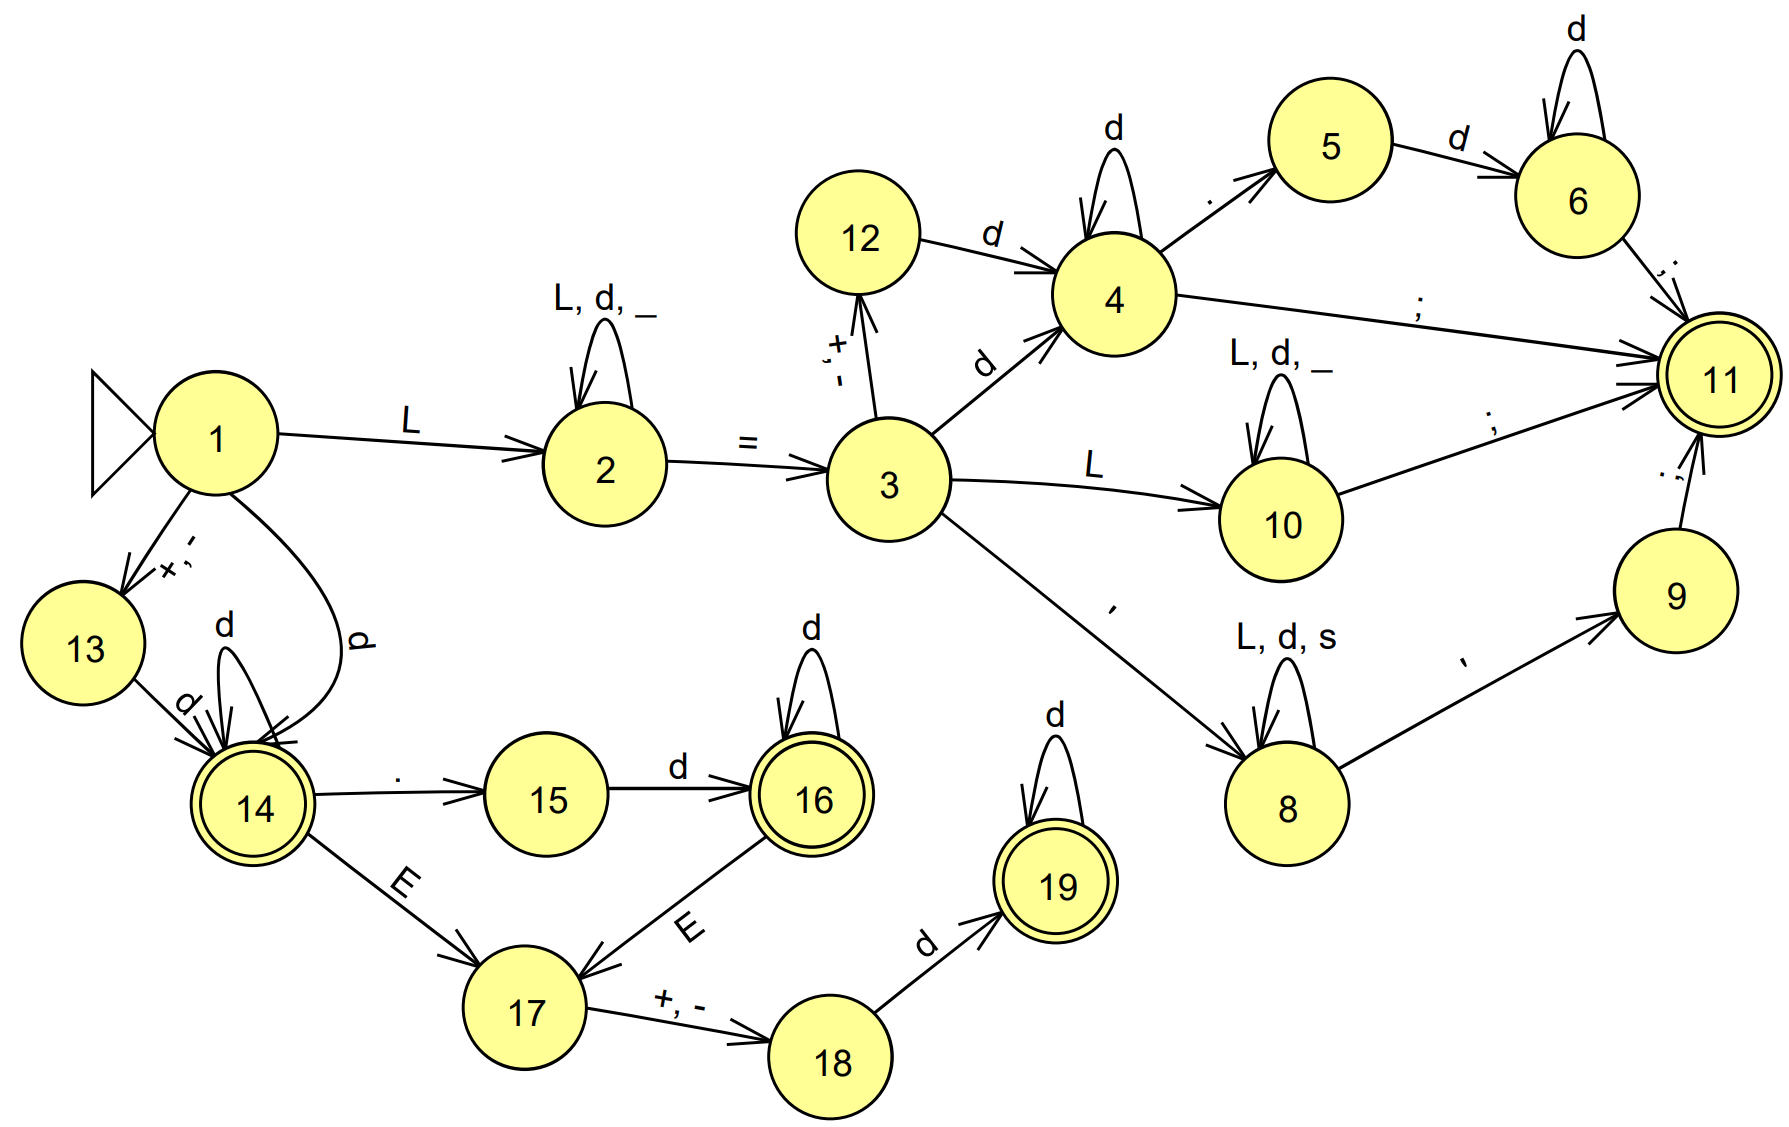 d
d
5
d
6
12
d
.
4
;
;
L, d, _
+,
-
d
L, d, _
;
11
1
L
2
=
3
L
10
;
+,-
'
9
13
d
d
d
L, d, s
'
d
d
14
.
15
d
16
8
E
E
19
d
17
+, -
18